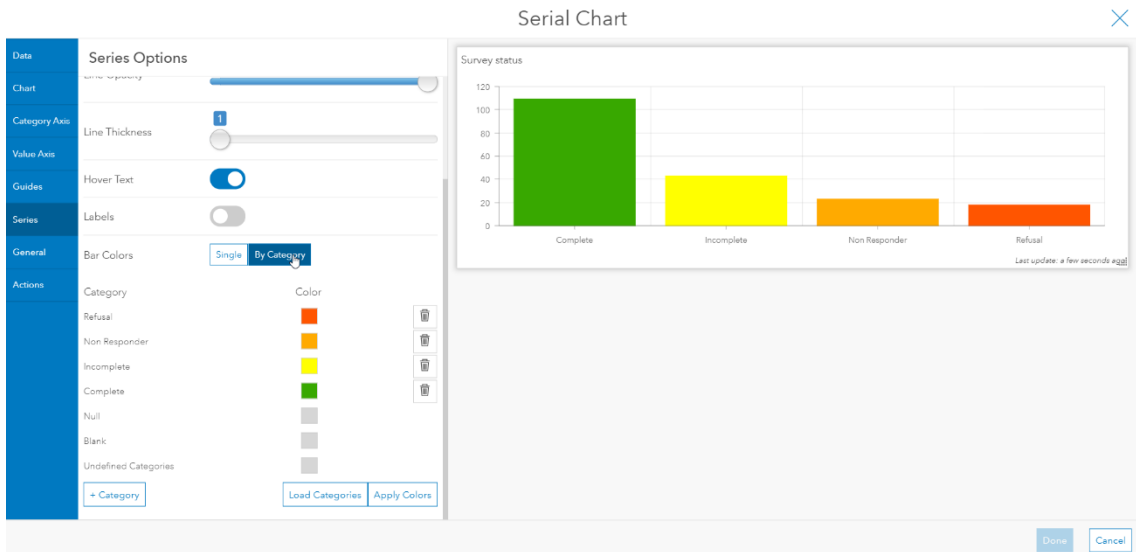 Serial Chart
Data
Chart
Category Axis
Value Axis
Guides
Series
General
Actions
Series Options
Line Opacity
1
Line Thickness
Hover Text
Labels
Bar Colors
Single
By Category
Category
Color
Refusal
Non Responder
Incomplete
Complete
Null
Blank
Undefined Categories
+ Category
Load Categories
Apply Colors
Survey status
120
100
80
60
40
20
0
Complete
Incomplete
Non Responder
Refusal
Last update: a few seconds ago
Done
Cancel